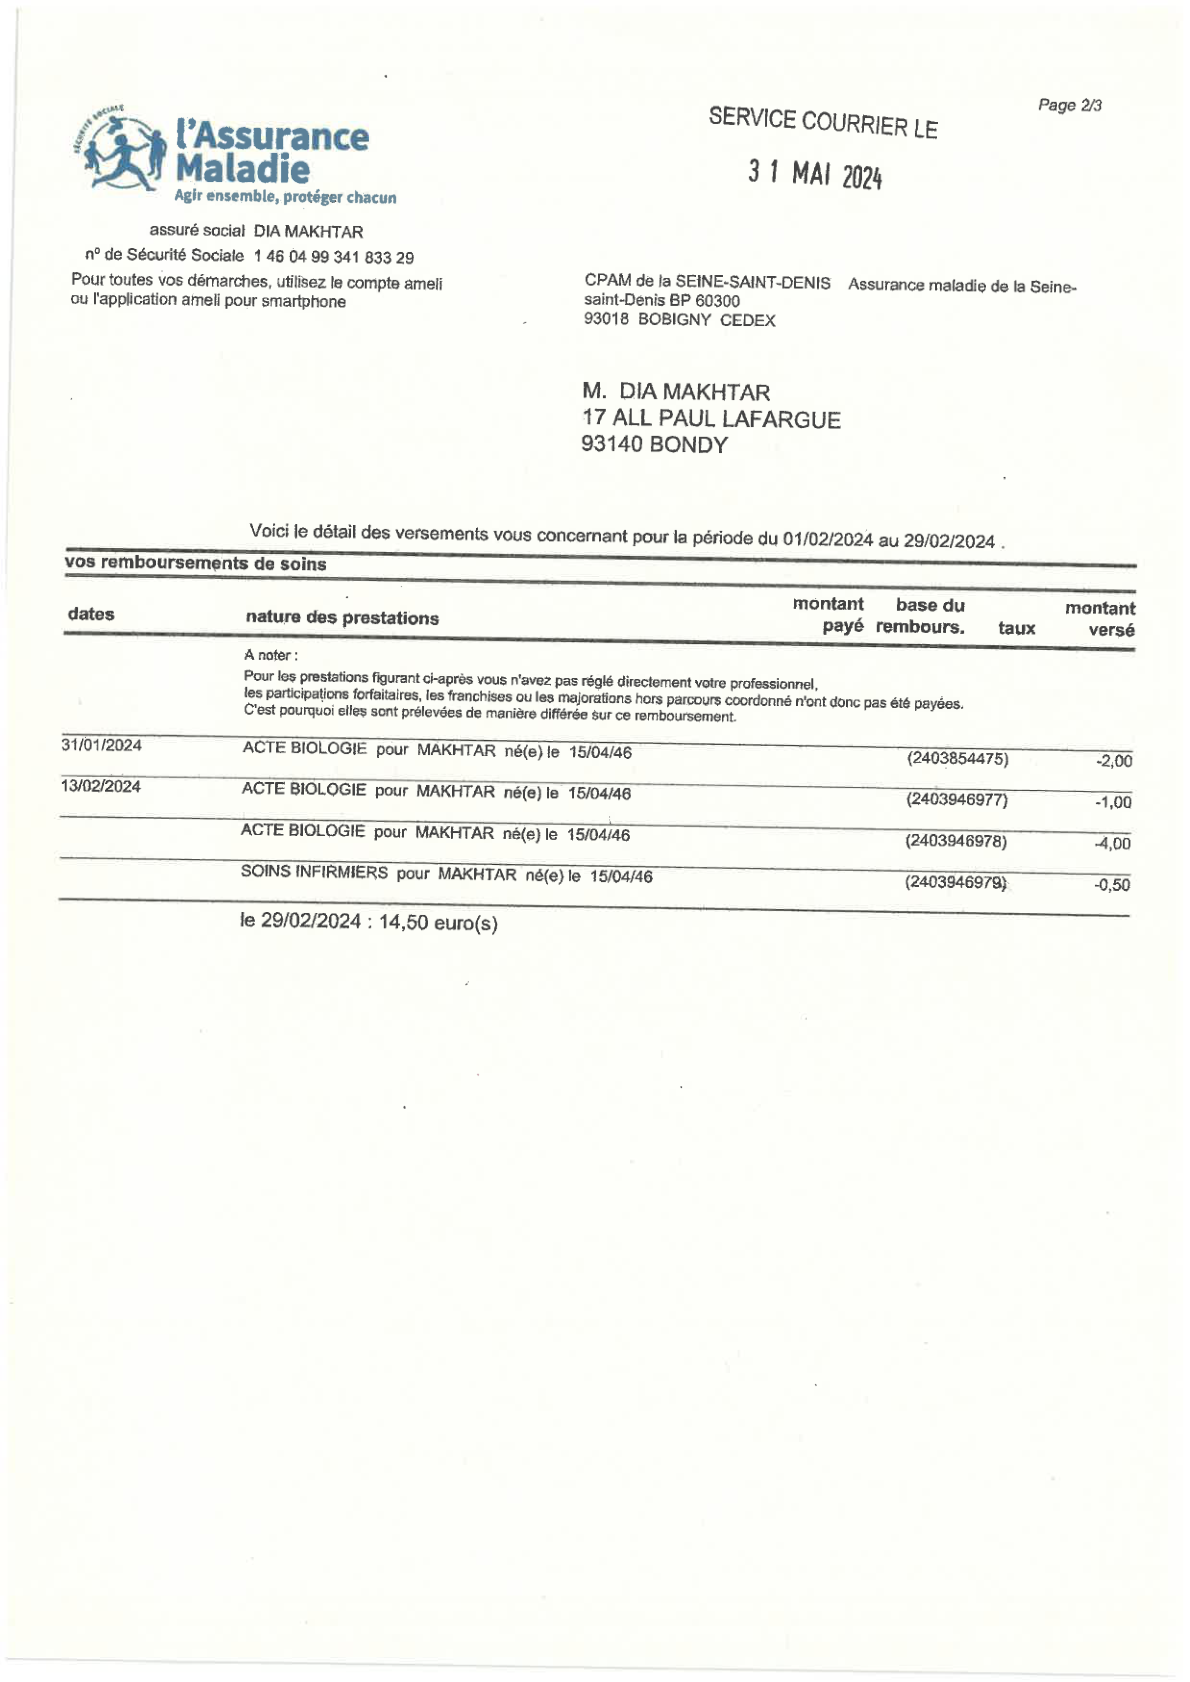 Page 2/3
SERVICE COURRIER LE
3 1 MAI 2024
SÉCURITÉ SOCIALE
l'Assurance
Maladie
Agir ensemble, protéger chacun
assuré social DIA MAKHTAR
nº de Sécurité Sociale 1 46 04 99 341 833 29
Pour toutes vos démarches, utilisez le compte ameli
ou l'application ameli pour smartphone
CPAM de la SEINE-SAINT-DENIS Assurance maladie de la Seine-
saint-Denis BP 60300
93018 BOBIGNY CEDEX
M. DIA MAKHTAR
17 ALL PAUL LAFARGUE
93140 BONDY
Voici le détail des versements vous concernant pour la période du 01/02/2024 au 29/02/2024 .
vos remboursements de soins
dates nature des prestations montant payé base du rembours. taux montant versé
A noter :
Pour les prestations figurant ci-après vous n'avez pas réglé directement votre professionnel,
les participations forfaitaires, les franchises ou les majorations hors parcours coordonné n'ont donc pas été payées.
C'est pourquoi elles sont prélevées de manière différée sur ce remboursement.
31/01/2024 ACTE BIOLOGIE pour MAKHTAR né(e) le 15/04/46 (2403854475) -2,00
13/02/2024 ACTE BIOLOGIE pour MAKHTAR né(e) le 15/04/46 (2403946977) -1,00
ACTE BIOLOGIE pour MAKHTAR né(e) le 15/04/46 (2403946978) -4,00
SOINS INFIRMIERS pour MAKHTAR né(e) le 15/04/46 (2403946979) -0,50
le 29/02/2024 : 14,50 euro(s)